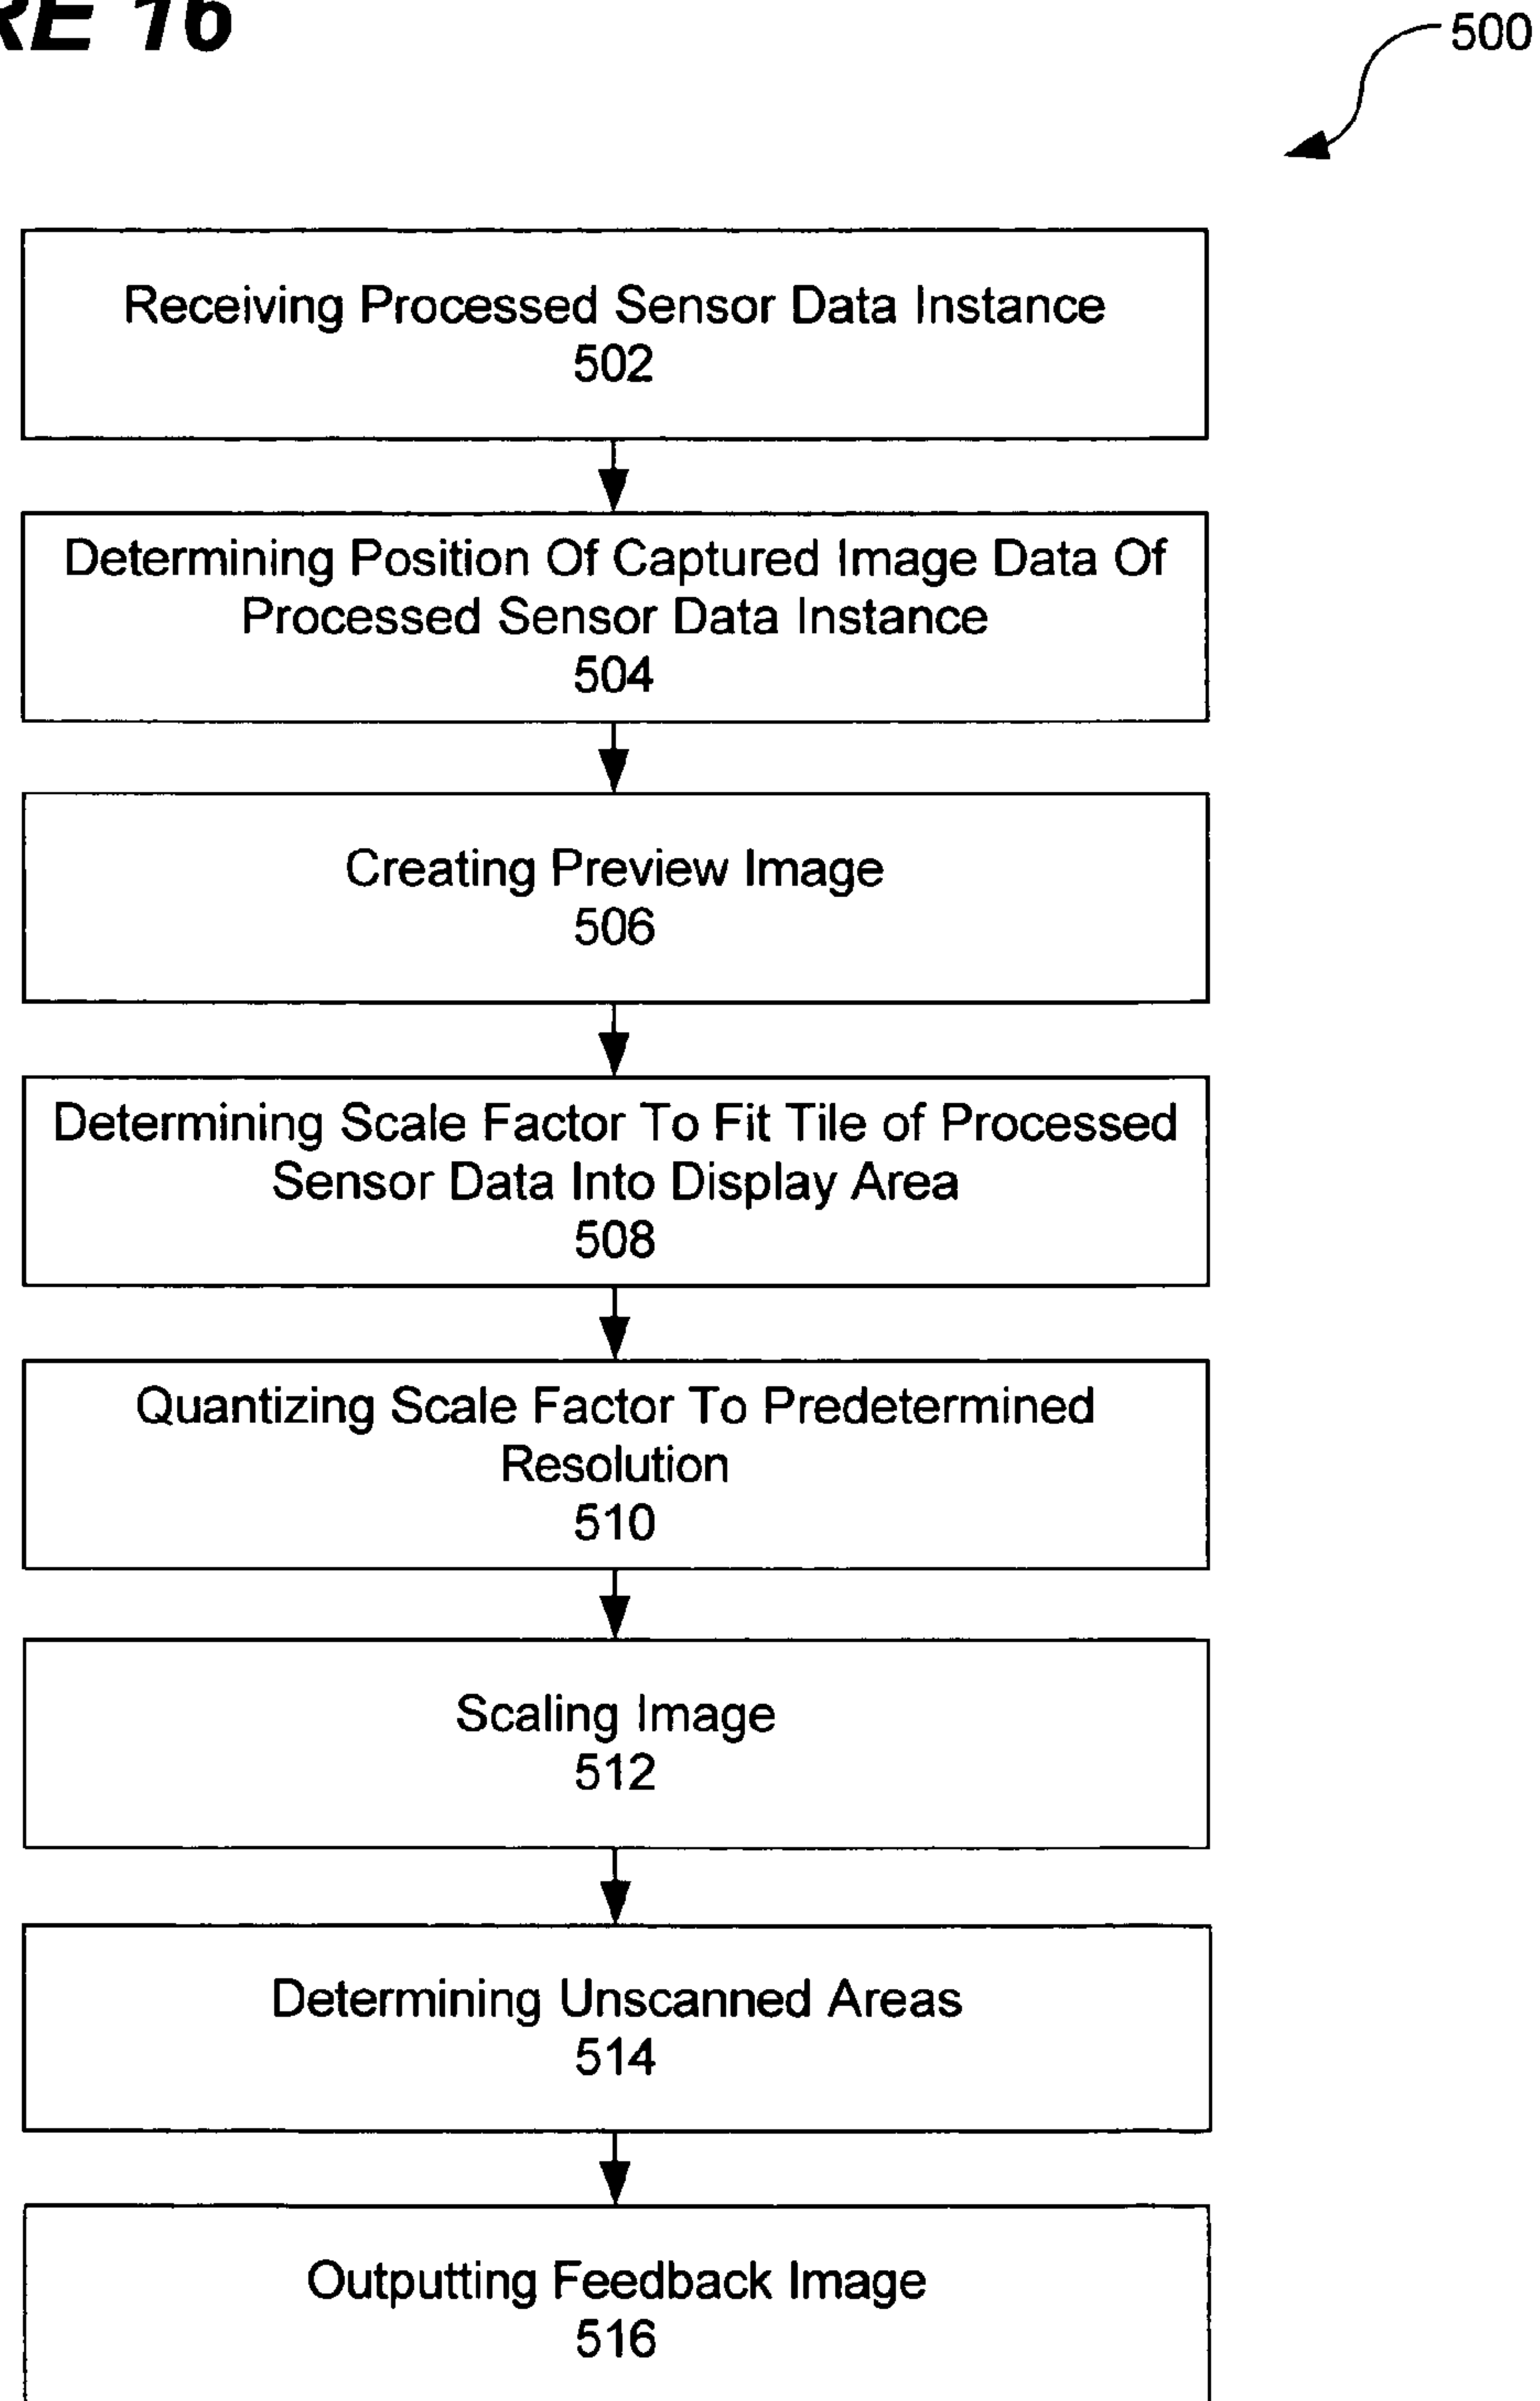 RE 16
500
Receiving Processed Sensor Data Instance
502
Determining Position Of Captured Image Data Of
Processed Sensor Data Instance
504
Creating Preview Image
506
Determining Scale Factor To Fit Tile of Processed
Sensor Data Into Display Area
508
Quantizing Scale Factor To Predetermined
Resolution
510
Scaling Image
512
Determining Unscanned Areas
514
Outputting Feedback Image
516